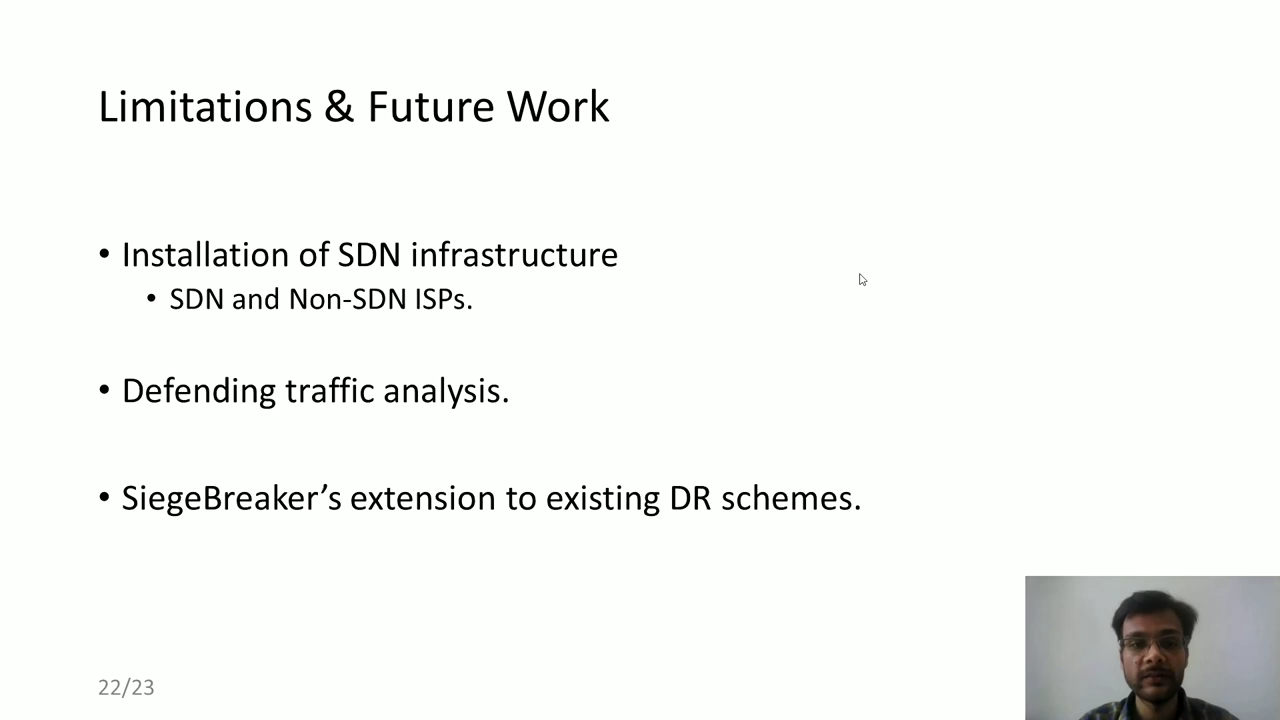 Limitations & Future Work
• Installation of SDN infrastructure
• SDN and Non-SDN ISPs.
• Defending traffic analysis.
• SiegeBreaker’s extension to existing DR schemes.
22/23